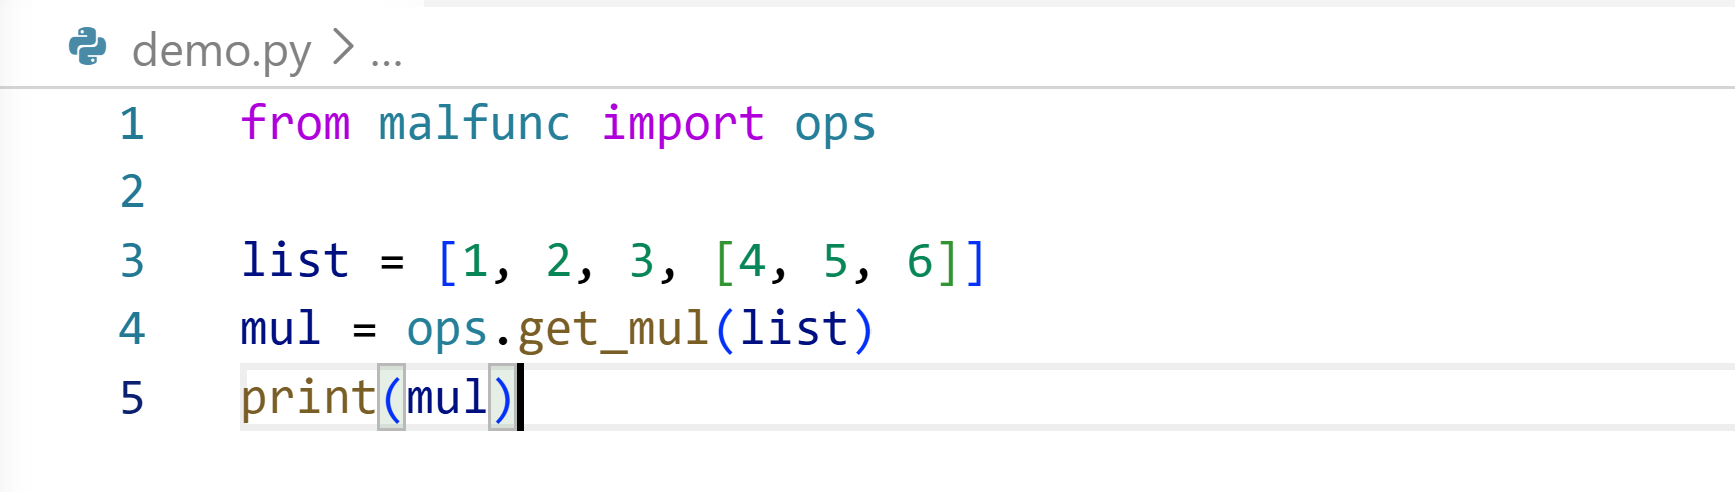 demo.py > ...
1 from malfunc import ops
2
3 list = [1, 2, 3, [4, 5, 6]]
4 mul = ops.get_mul(list)
5 print(mul)